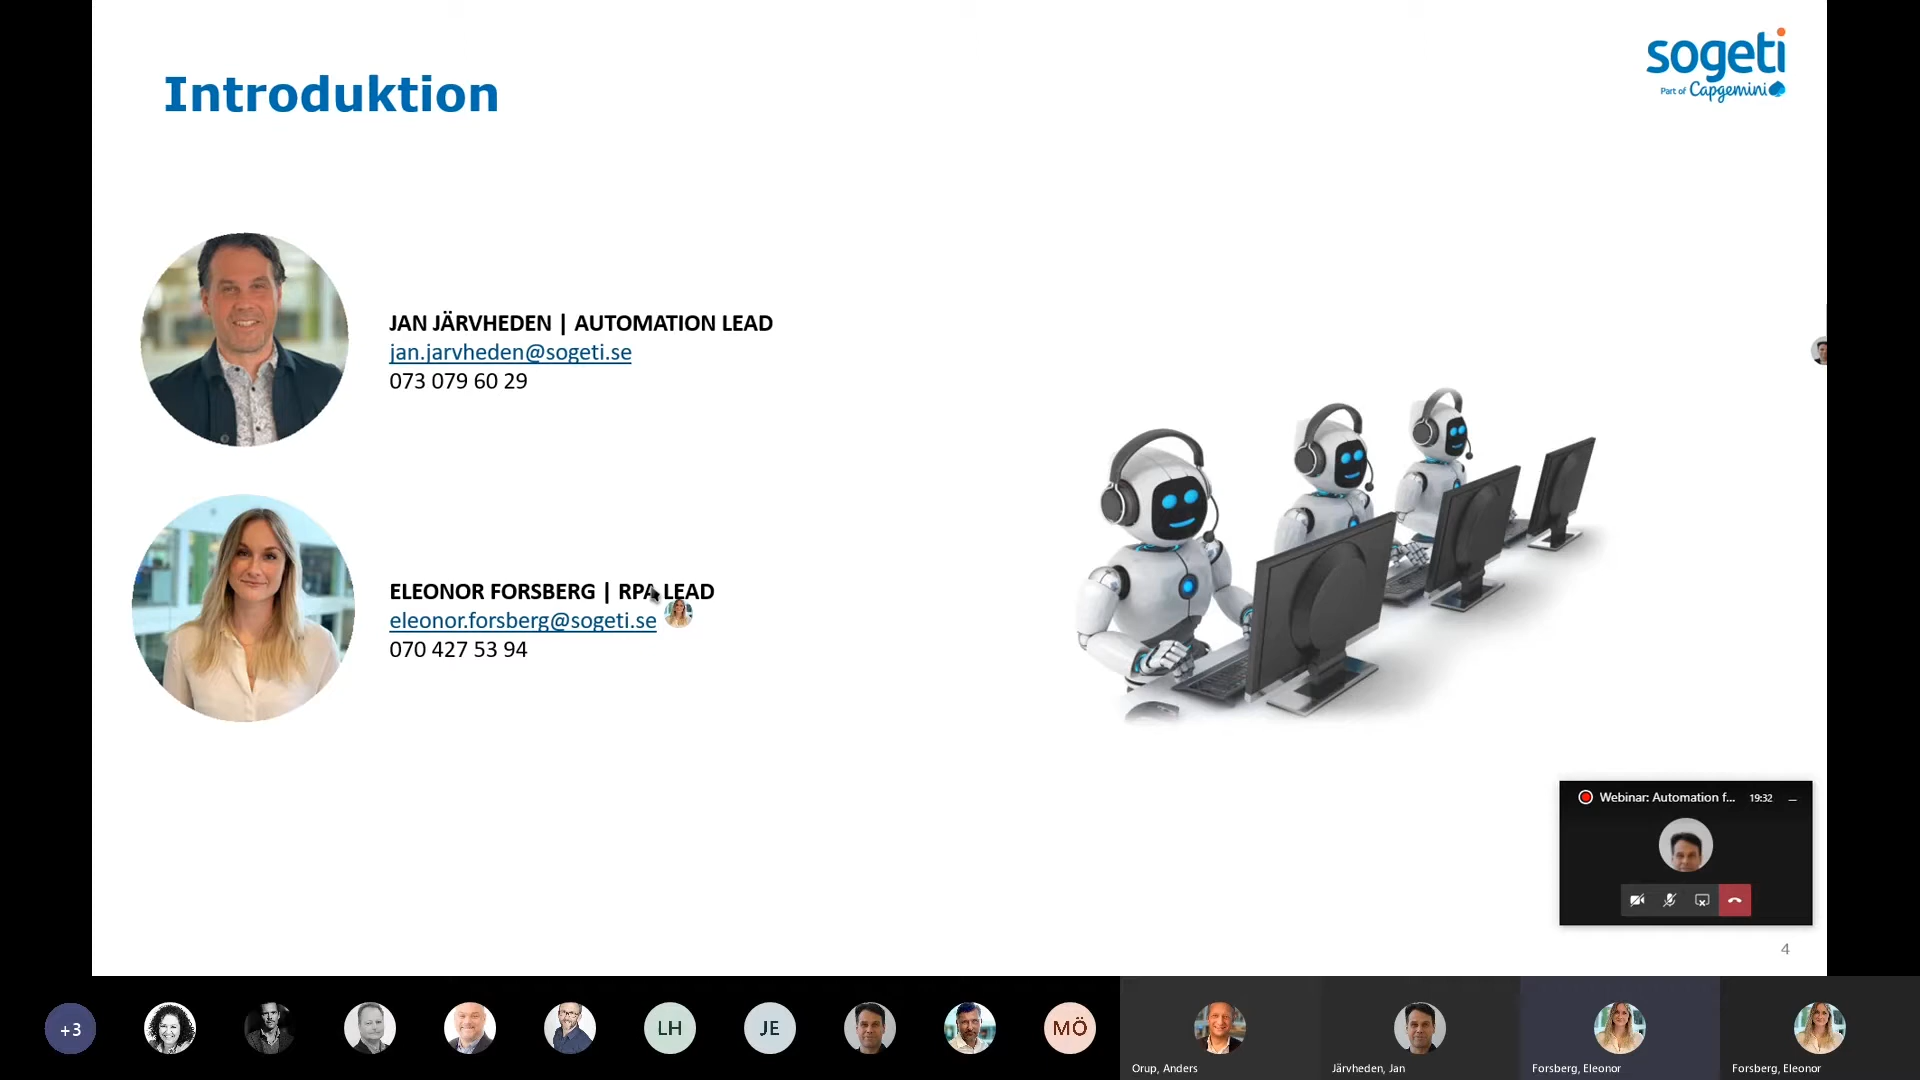 Introduktion
sogeti
Part of Capgemini
JAN JÄRVHEDEN | AUTOMATION LEAD
jan.jarvheden@sogeti.se
073 079 60 29
ELEONOR FORSBERG | RPA LEAD
eleonor.forsberg@sogeti.se
070 427 53 94
Webinar: Automation f... 19:32
4
+3
LH
JE
MÖ
Orup, Anders
Järvheden, Jan
Forsberg, Eleonor
Forsberg, Eleonor